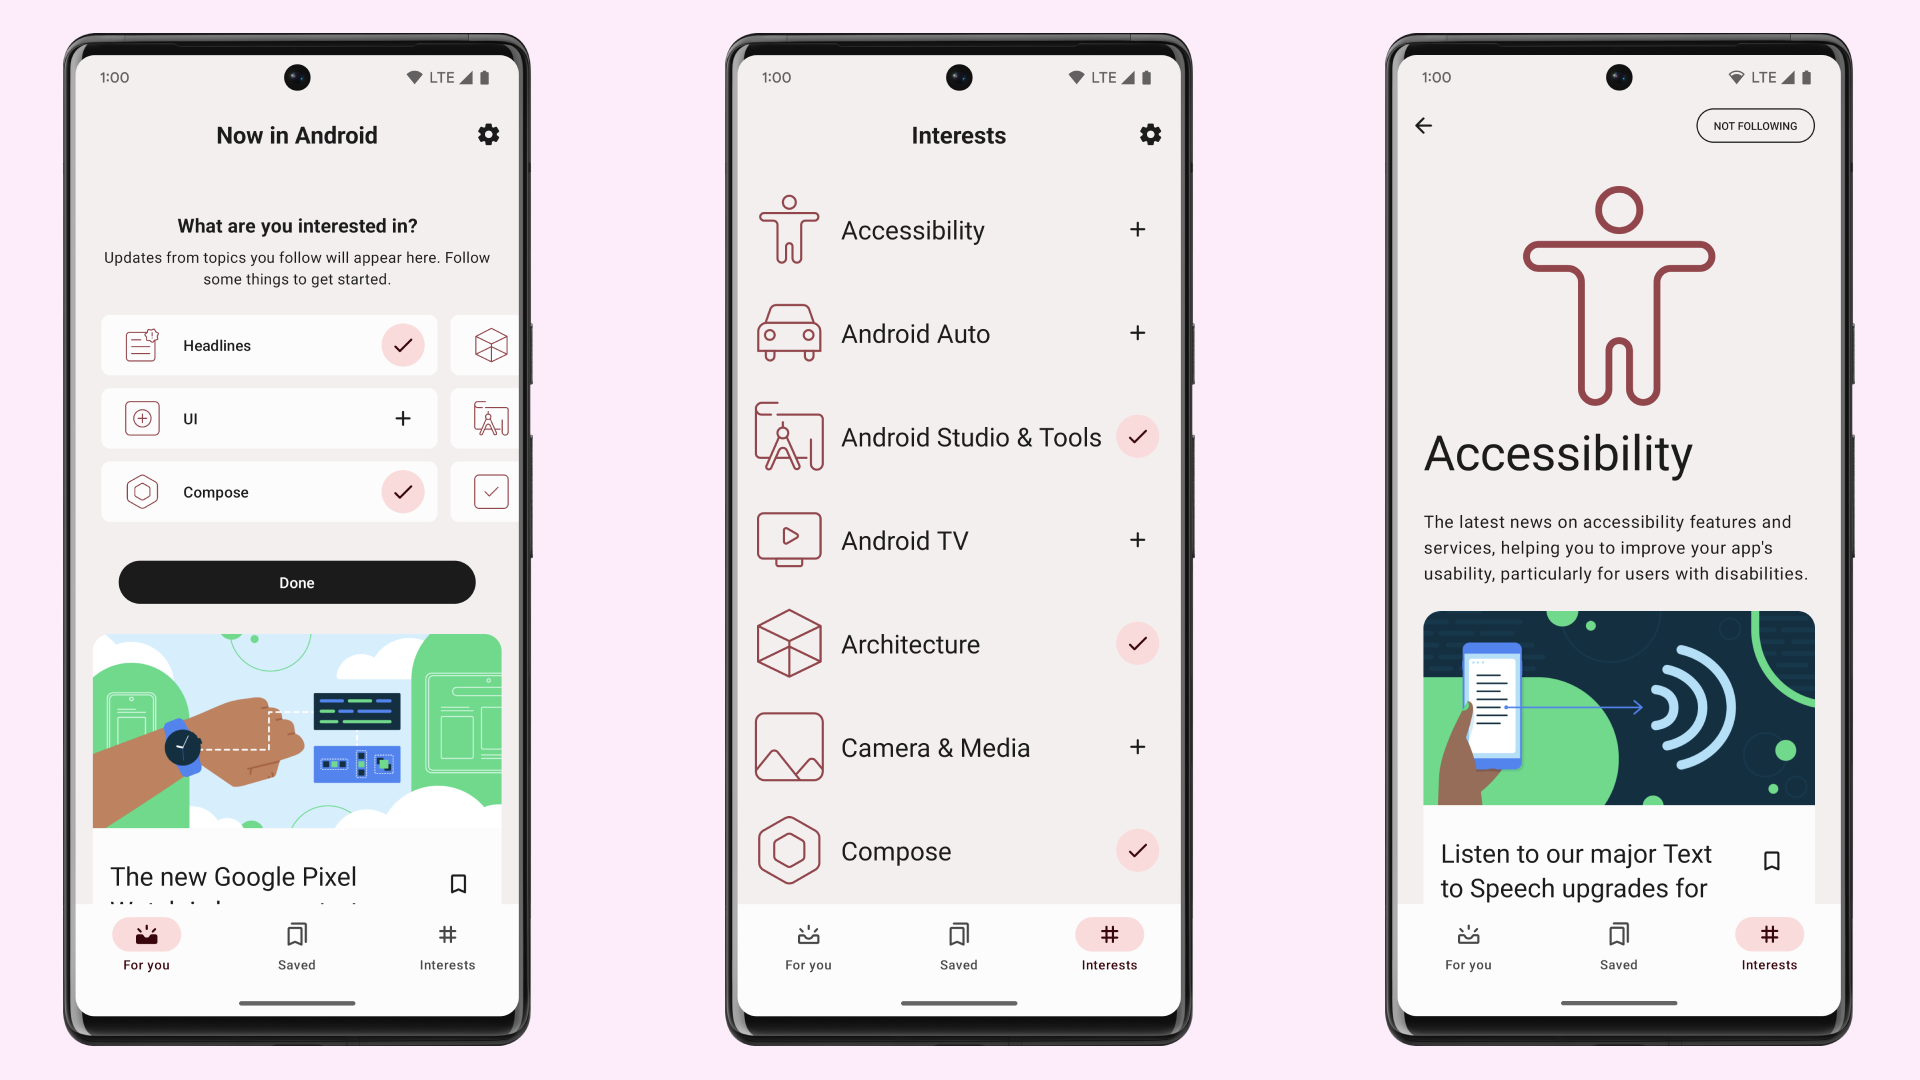 1:00
LTE
Now in Android
What are you interested in?
Updates from topics you follow will appear here. Follow
some things to get started.
Headlines
UI
Compose
Done
The new Google Pixel
For you
Saved
Interests
1:00
LTE
Interests
Accessibility
Android Auto
Android Studio & Tools
Android TV
Architecture
Camera & Media
Compose
For you
Saved
Interests
1:00
LTE
NOT FOLLOWING
Accessibility
The latest news on accessibility features and
services, helping you to improve your app's
usability, particularly for users with disabilities.
Listen to our major Text
to Speech upgrades for
For you
Saved
Interests